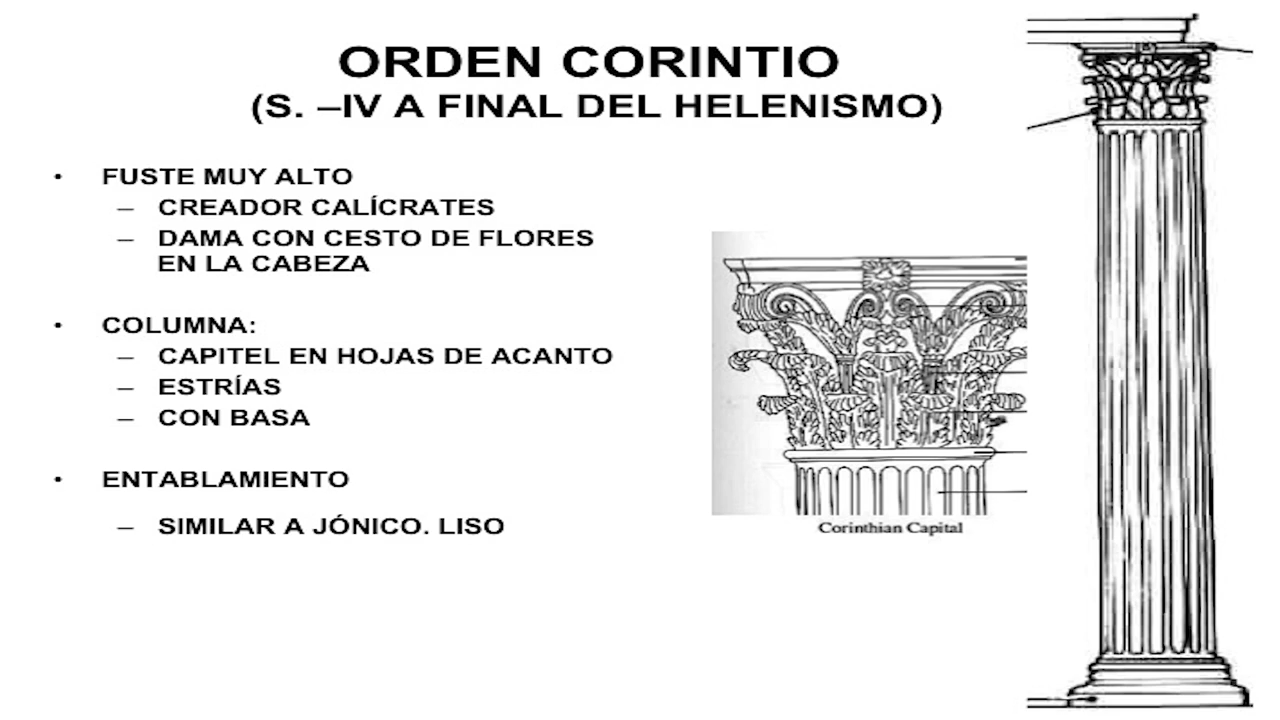 ORDEN CORINTIO
(S. –IV A FINAL DEL HELENISMO)
• FUSTE MUY ALTO
– CREADOR CALÍCRATES
– DAMA CON CESTO DE FLORES
EN LA CABEZA
• COLUMNA:
– CAPITEL EN HOJAS DE ACANTO
– ESTRÍAS
– CON BASA
• ENTABLAMIENTO
– SIMILAR A JÓNICO. LISO
Corinthian Capital